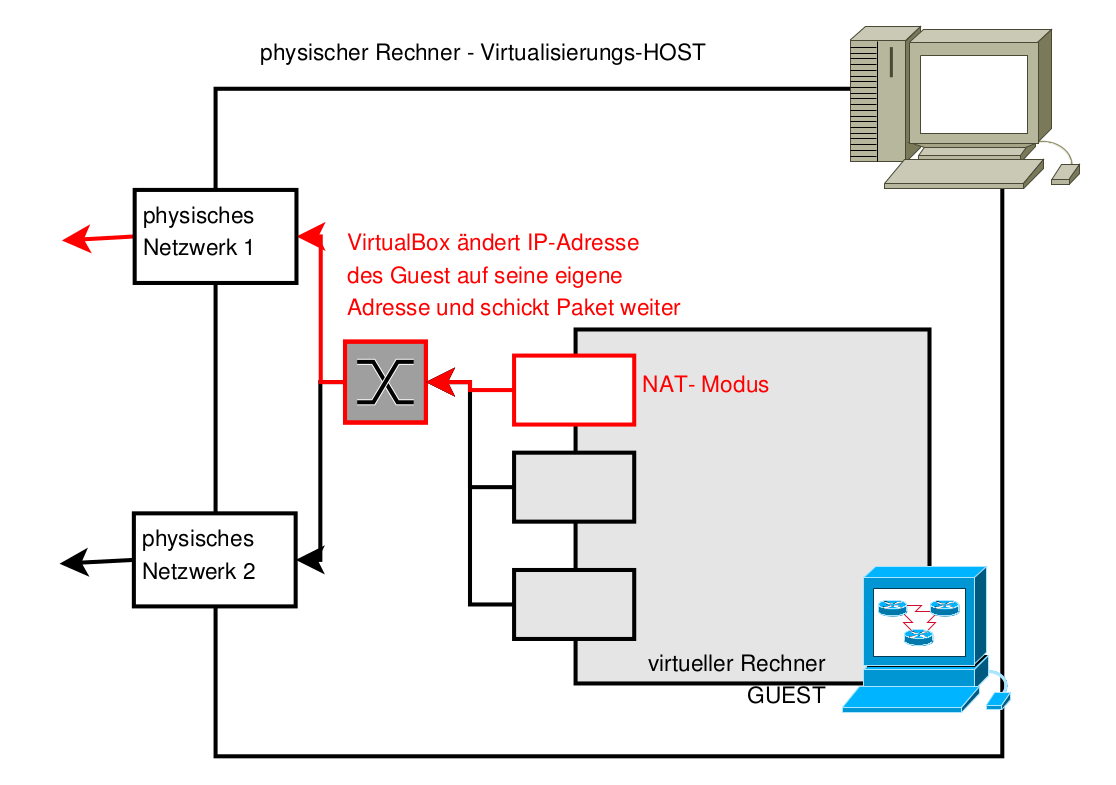 physischer Rechner - Virtualisierungs-HOST
physisches
Netzwerk 1
VirtualBox ändert IP-Adresse
des Guest auf seine eigene
Adresse und schickt Paket weiter
NAT- Modus
physisches
Netzwerk 2
virtueller Rechner
GUEST